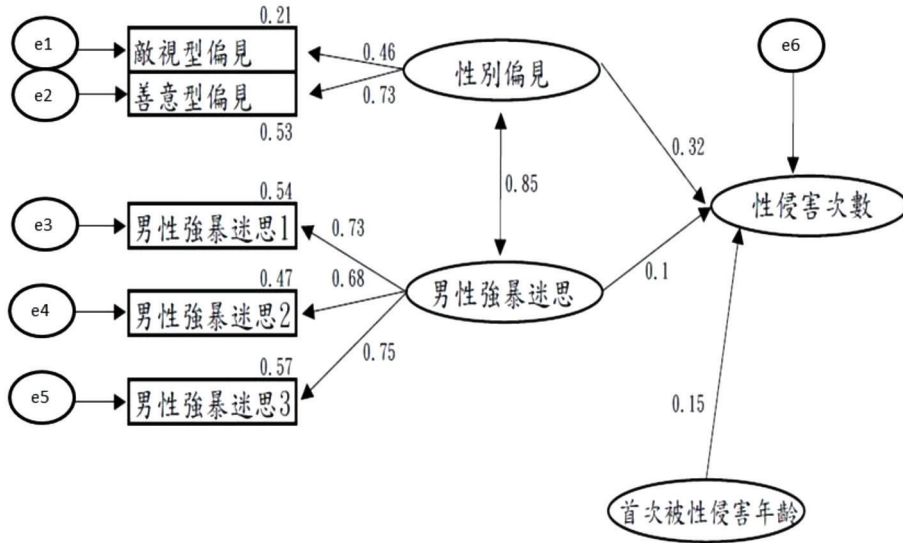 0.21
e1
敵視型偏見
0.46
性別偏見
e6
e2
善意型偏見
0.73
0.53
0.32
0.85
性侵害次數
0.54
e3
男性強暴迷思1
0.73
0.47
0.68
男性強暴迷思
0.1
e4
男性強暴迷思2
0.57
0.75
e5
男性強暴迷思3
0.15
首次被性侵害年齡